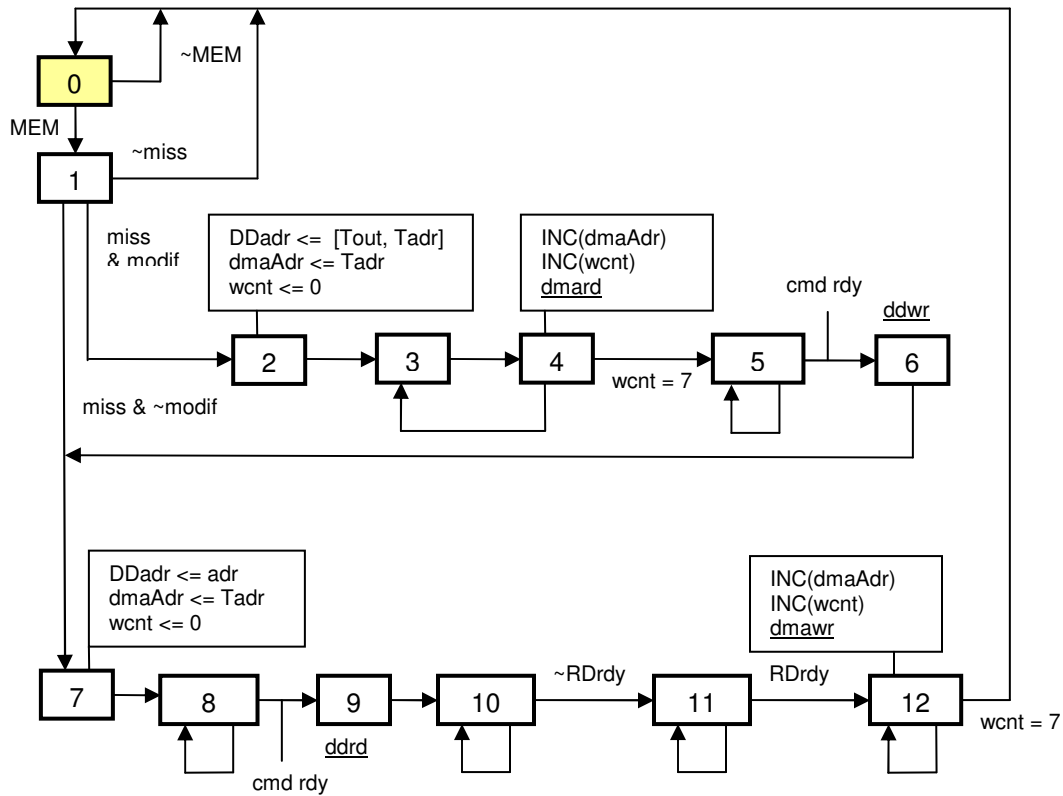 ~MEM
0
MEM
~miss
1
miss
& modif
DDadr <= [Tout, Tadr]
dmaAdr <= Tadr
wcnt <= 0
INC(dmaAdr)
INC(wcnt)
dmard
cmd rdy
ddwr
2
3
4
5
6
wcnt = 7
miss & ~modif
DDadr <= adr
dmaAdr <= Tadr
wcnt <= 0
INC(dmaAdr)
INC(wcnt)
dmawr
~RDrdy
RDrdy
7
8
9
10
11
12
wcnt = 7
ddrd
cmd rdy